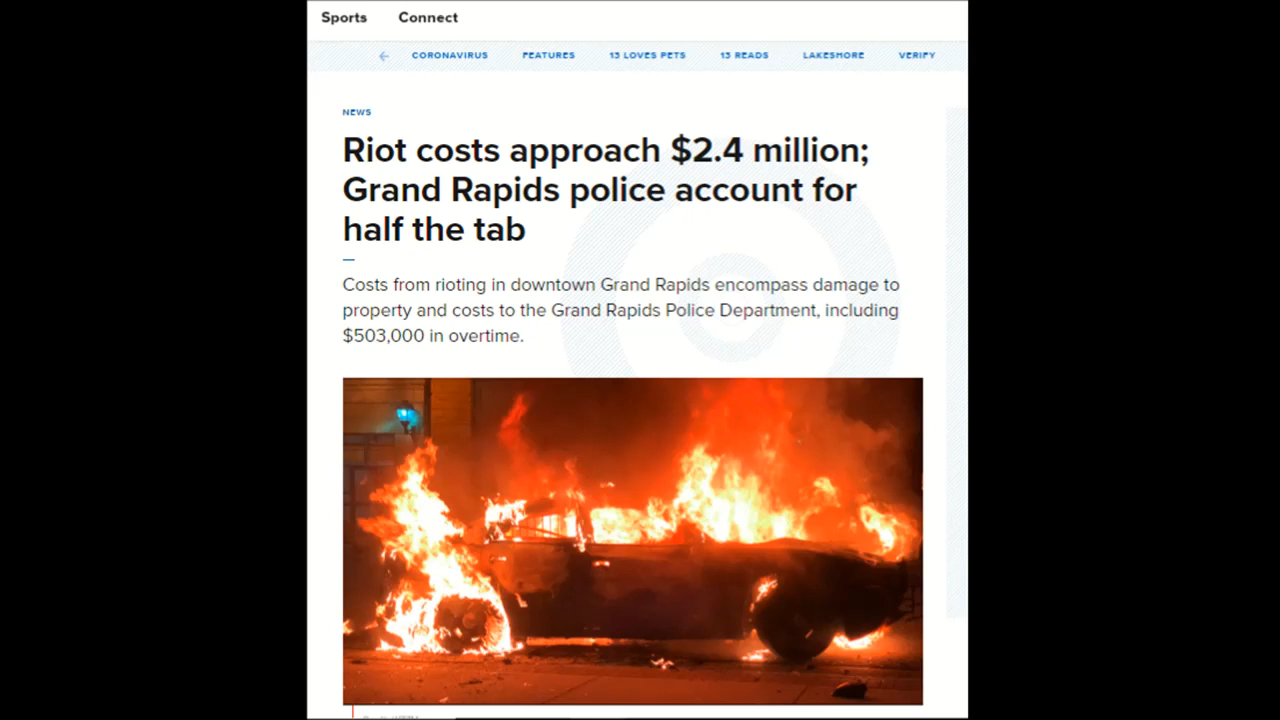 Sports Connect
CORONAVIRUS FEATURES 13 LOVES PETS 13 READS LAKESHORE VERIFY
NEWS
Riot costs approach $2.4 million;
Grand Rapids police account for
half the tab
Costs from rioting in downtown Grand Rapids encompass damage to
property and costs to the Grand Rapids Police Department, including
$503,000 in overtime.